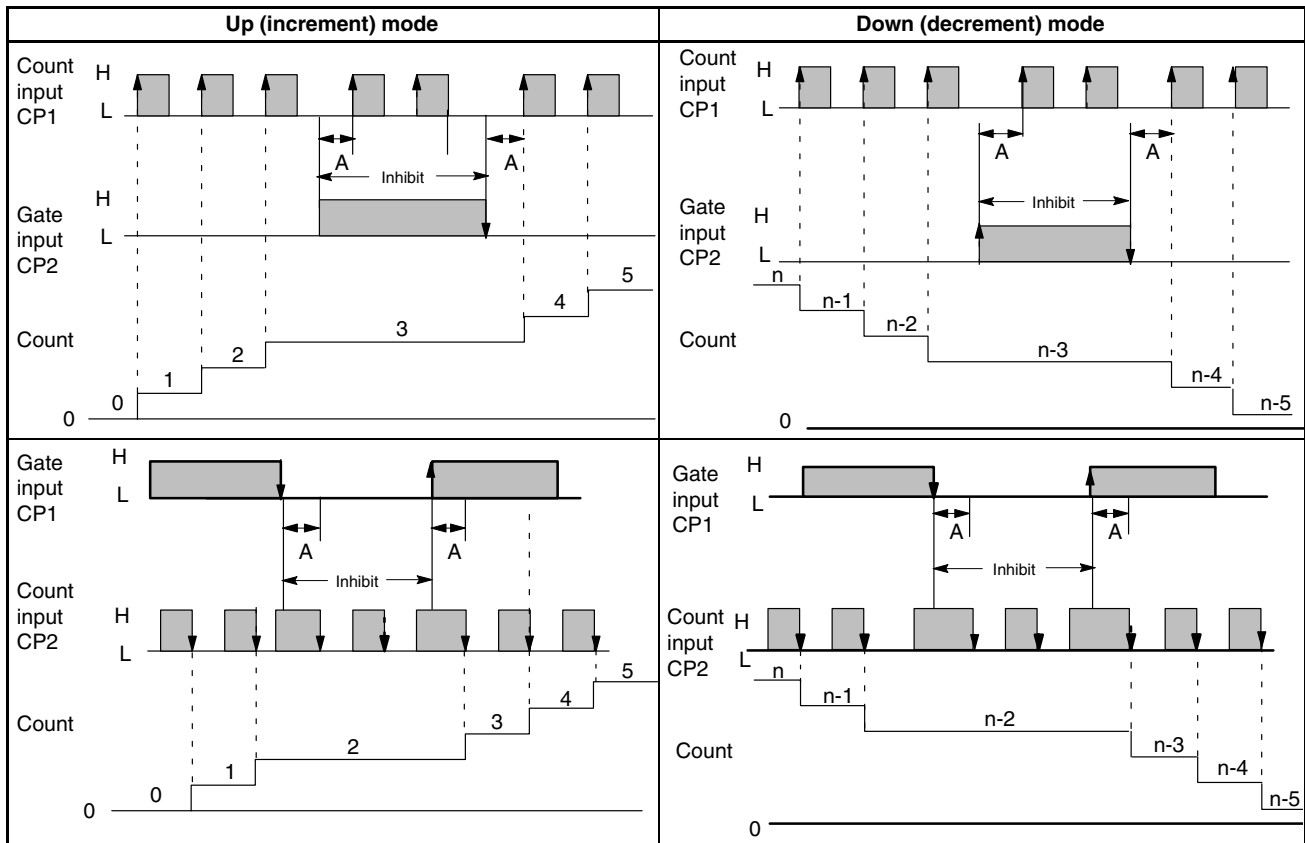 Up (increment) mode
Down (decrement) mode
Count
input
CP1
H
L
A
A
Inhibit
Gate
input
CP2
H
L
Count
0
1
2
3
4
5
0
Count
input
CP1
H
L
A
A
Inhibit
Gate
input
CP2
H
L
n
n-1
n-2
n-3
n-4
n-5
Count
0
Gate
input
CP1
H
L
A
A
Inhibit
Count
input
CP2
H
L
Count
0
1
2
3
4
5
0
Gate
input
CP1
H
L
A
A
Inhibit
Count
input
CP2
H
L
n
n-1
n-2
n-3
n-4
n-5
Count
0